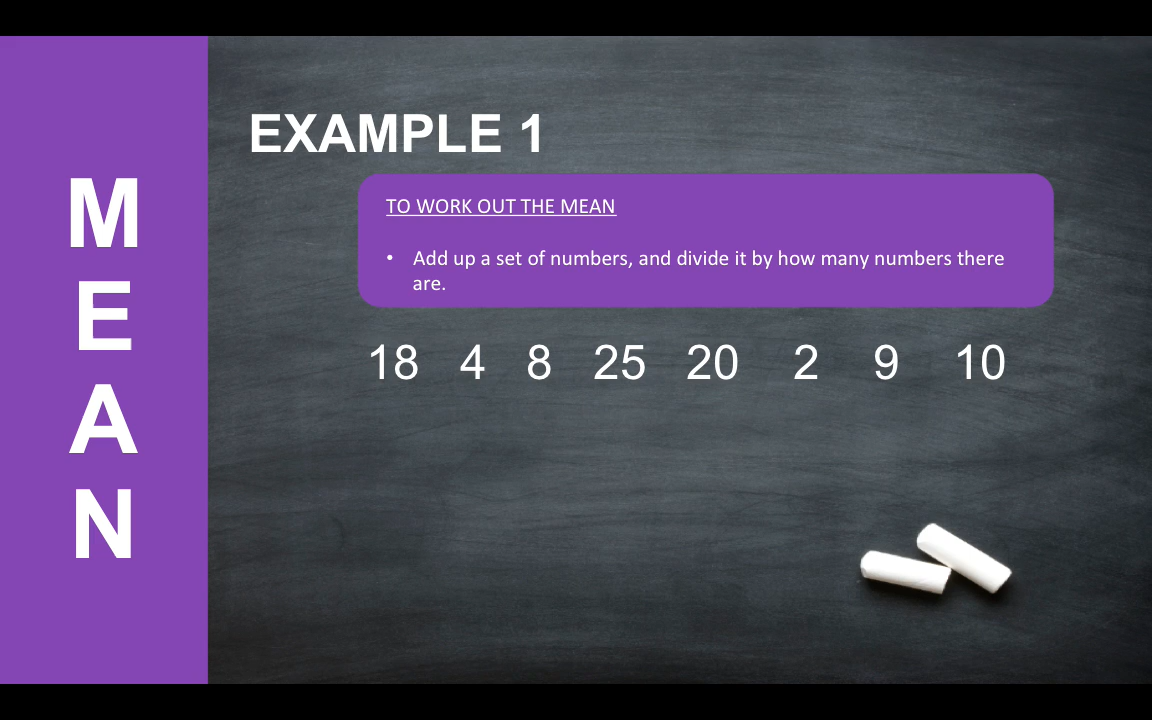 M
E
A
N
EXAMPLE 1
TO WORK OUT THE MEAN
• Add up a set of numbers, and divide it by how many numbers there
are.
18 4 8 25 20 2 9 10